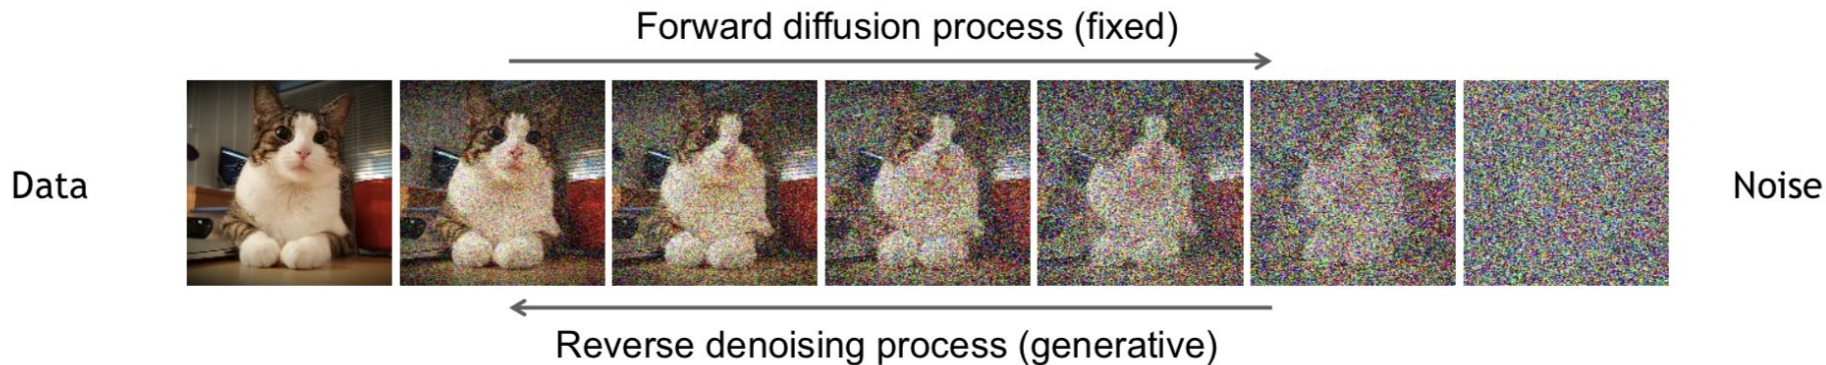 Forward diffusion process (fixed)
Data
Noise
Reverse denoising process (generative)